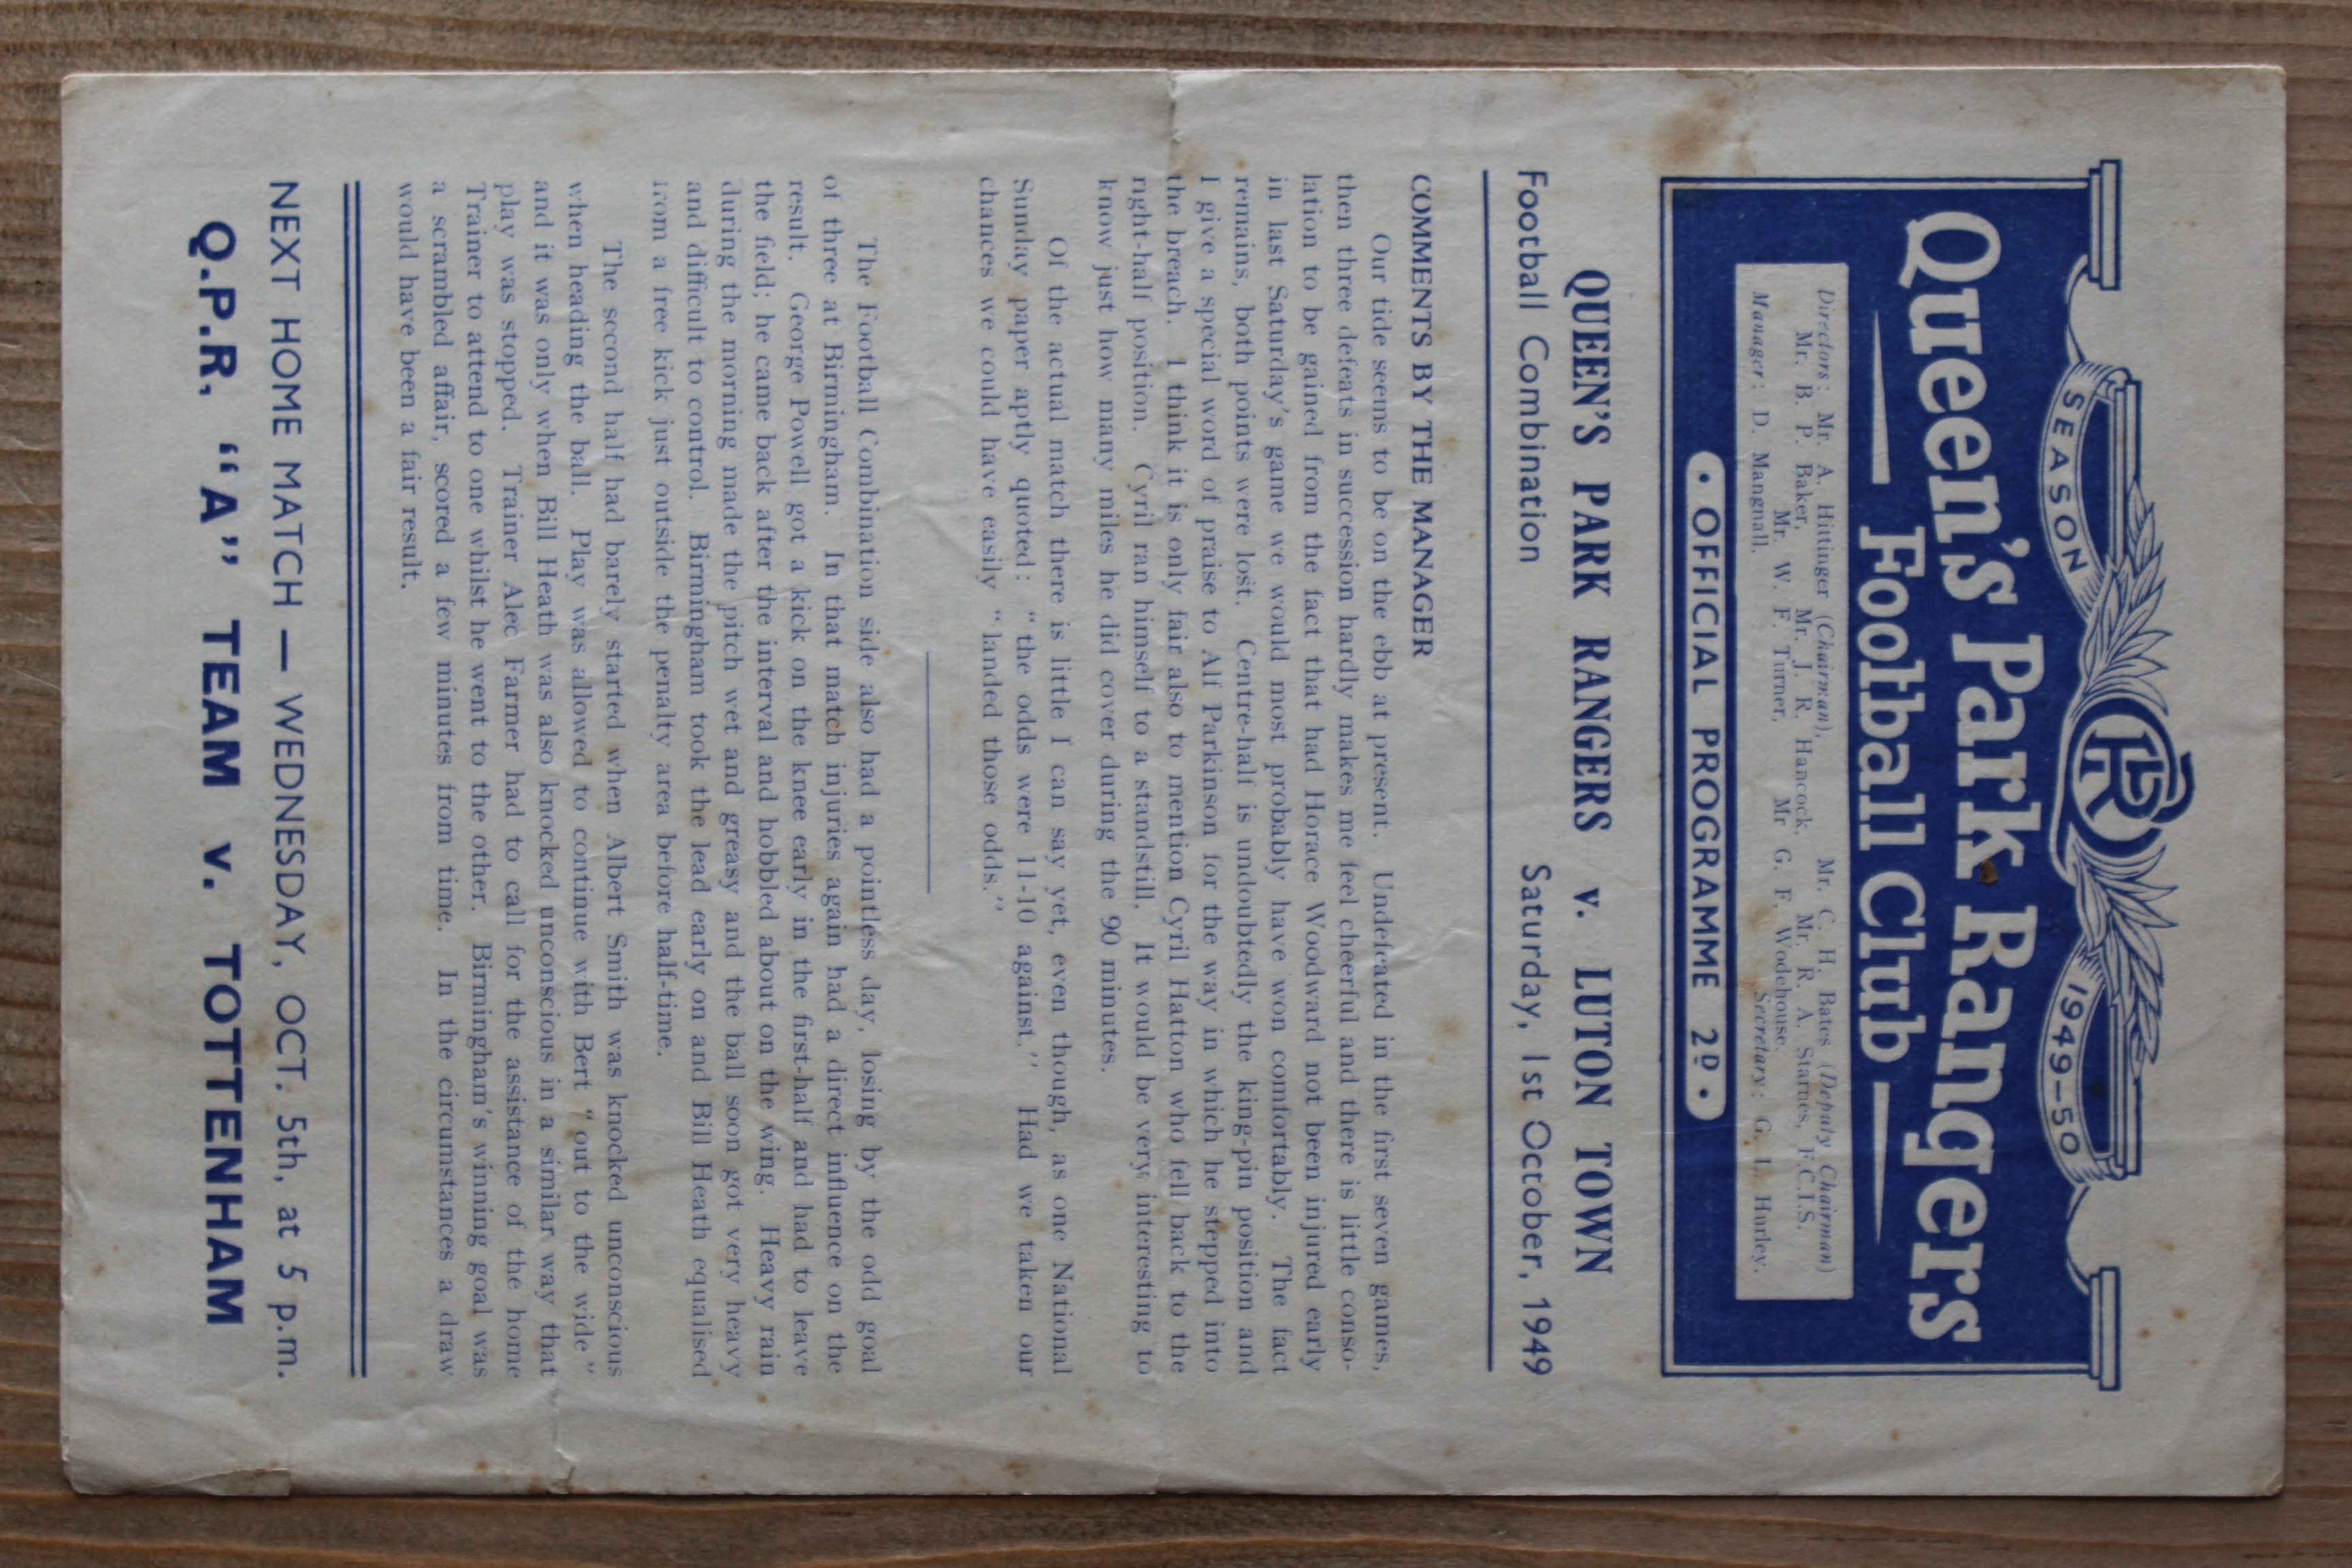 SEASON 1949-50
Queen's Park Rangers
Football Club
Directors: Mr. A. Hittinger (Chairman), Mr. C. H. Bates (Deputy Chairman)
Mr. B. P. Baker, Mr. J. R. Hancock, Mr. R. A. Starnes, F.C.I.S.
Mr. W. F. Turner, Mr G. F. Wodehouse.
Manager: D. Mangnall. Secretary: G. L. Hurley.
• OFFICIAL PROGRAMME 2D •
QUEEN'S PARK RANGERS v. LUTON TOWN
Football Combination Saturday, 1st October, 1949
COMMENTS BY THE MANAGER
Our tide seems to be on the ebb at present. Undefeated in the first seven games,
then three defeats in succession hardly makes me feel cheerful and there is little conso-
lation to be gained from the fact that had Horace Woodward not been injured early
in last Saturday's game we would most probably have won comfortably. The fact
remains, both points were lost. Centre-half is undoubtedly the king-pin position and
I give a special word of praise to Alf Parkinson for the way in which he stepped into
the breach. I think it is only fair also to mention Cyril Hatton who fell back to the
right-half position. Cyril ran himself to a standstill. It would be very interesting to
know just how many miles he did cover during the 90 minutes.
Of the actual match there is little I can say yet, even though, as one National
Sunday paper aptly quoted: "the odds were 11-10 against." Had we taken our
chances we could have easily "landed those odds."
The Football Combination side also had a pointless day, losing by the odd goal
of three at Birmingham. In that match injuries again had a direct influence on the
result. George Powell got a kick on the knee early in the first-half and had to leave
the field; he came back after the interval and hobbled about on the wing. Heavy rain
during the morning made the pitch wet and greasy and the ball soon got very heavy
and difficult to control. Birmingham took the lead early on and Bill Heath equalised
from a free kick just outside the penalty area before half-time.
The second half had barely started when Albert Smith was knocked unconscious
when heading the ball. Play was allowed to continue with Bert "out to the wide"
and it was only when Bill Heath was also knocked unconscious in a similar way that
play was stopped. Trainer Alec Farmer had to call for the assistance of the home
Trainer to attend to one whilst he went to the other. Birmingham's winning goal was
a scrambled affair, scored a few minutes from time. In the circumstances a draw
would have been a fair result.
NEXT HOME MATCH — WEDNESDAY, OCT. 5th, at 5 p.m.
Q.P.R. "A" TEAM v. TOTTENHAM